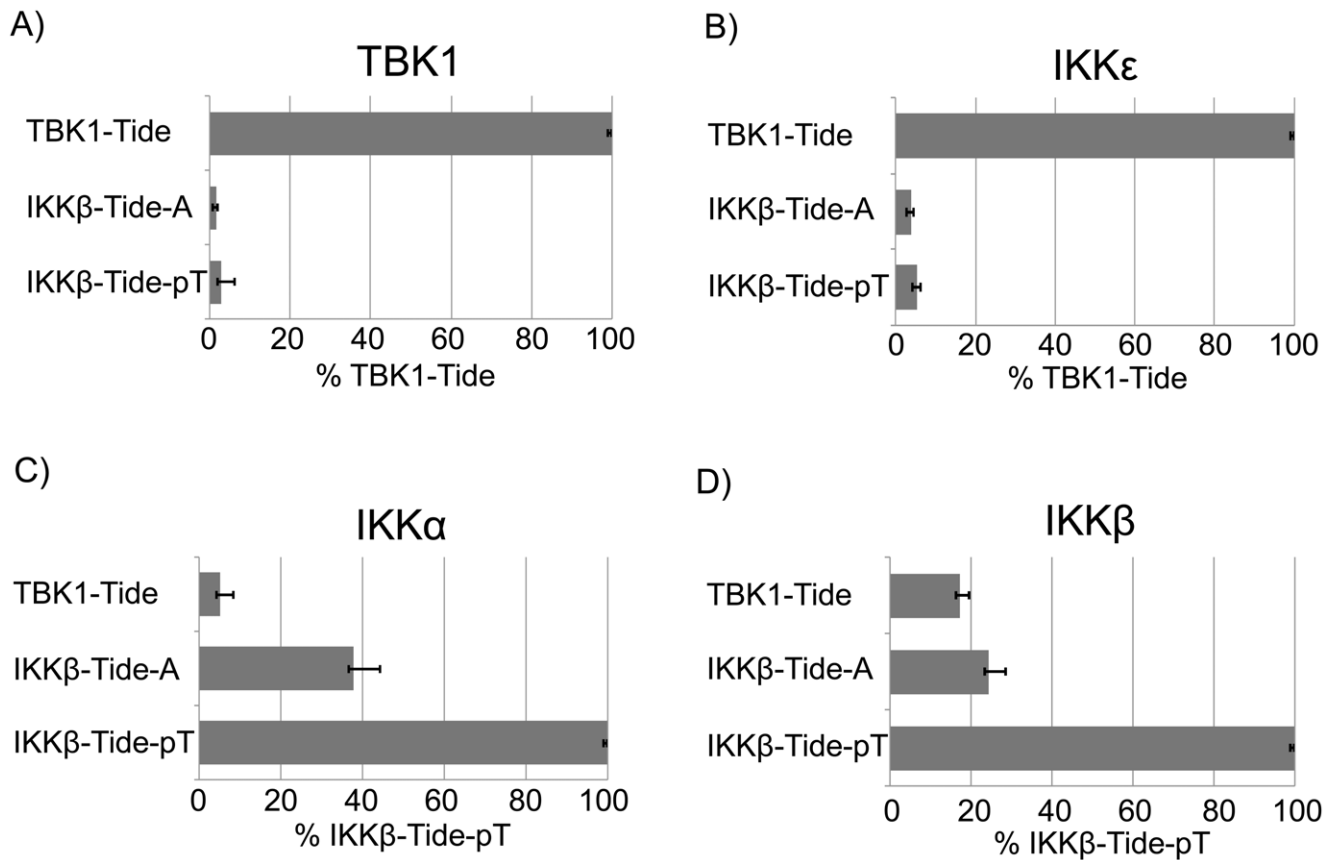 A)
TBK1
TBK1-Tide
IKKβ-Tide-A
IKKβ-Tide-pT
0 20 40 60 80 100
% TBK1-Tide
B)
IKKε
TBK1-Tide
IKKβ-Tide-A
IKKβ-Tide-pT
0 20 40 60 80 100
% TBK1-Tide
C)
IKKα
TBK1-Tide
IKKβ-Tide-A
IKKβ-Tide-pT
0 20 40 60 80 100
% IKKβ-Tide-pT
D)
IKKβ
TBK1-Tide
IKKβ-Tide-A
IKKβ-Tide-pT
0 20 40 60 80 100
% IKKβ-Tide-pT